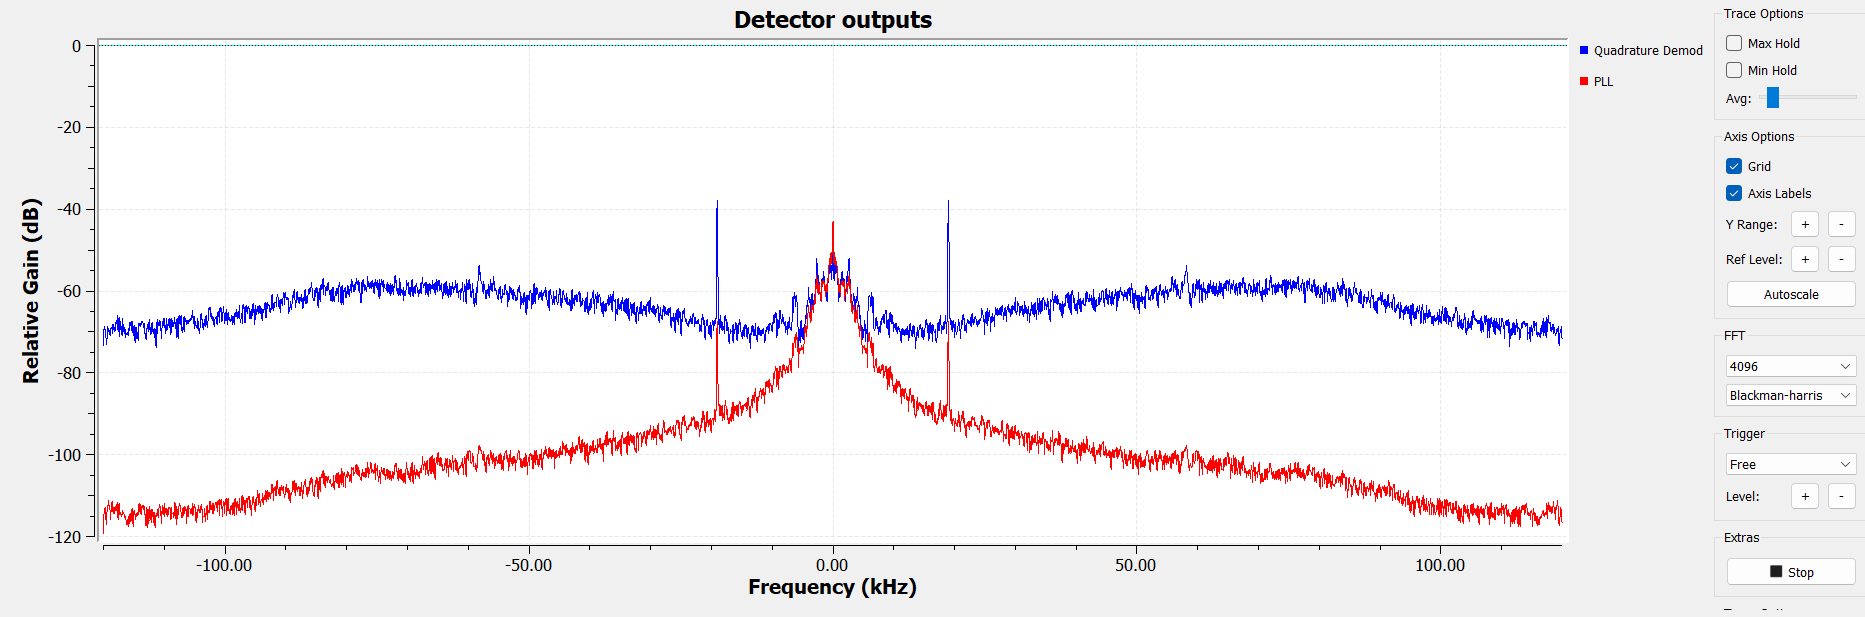 Detector outputs
Relative Gain (dB)
0
-20
-40
-60
-80
-100
-120
-100.00
-50.00
0.00
50.00
100.00
Frequency (kHz)
Quadrature Demod
PLL
Trace Options
Max Hold
Min Hold
Avg:
Axis Options
Grid
Axis Labels
Y Range: + -
Ref Level: + -
Autoscale
FFT
4096
Blackman-harris
Trigger
Free
Level: + -
Extras
Stop